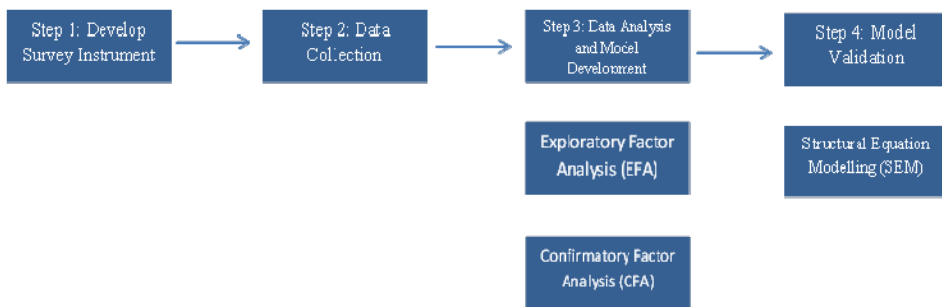 Step 1: Develop
Survey Instrument
Step 2: Data
Collection
Step 3: Data Analysis
and Model
Development
Step 4: Model
Validation
Exploratory Factor
Analysis (EFA)
Structural Equation
Modelling (SEM)
Confirmatory Factor
Analysis (CFA)